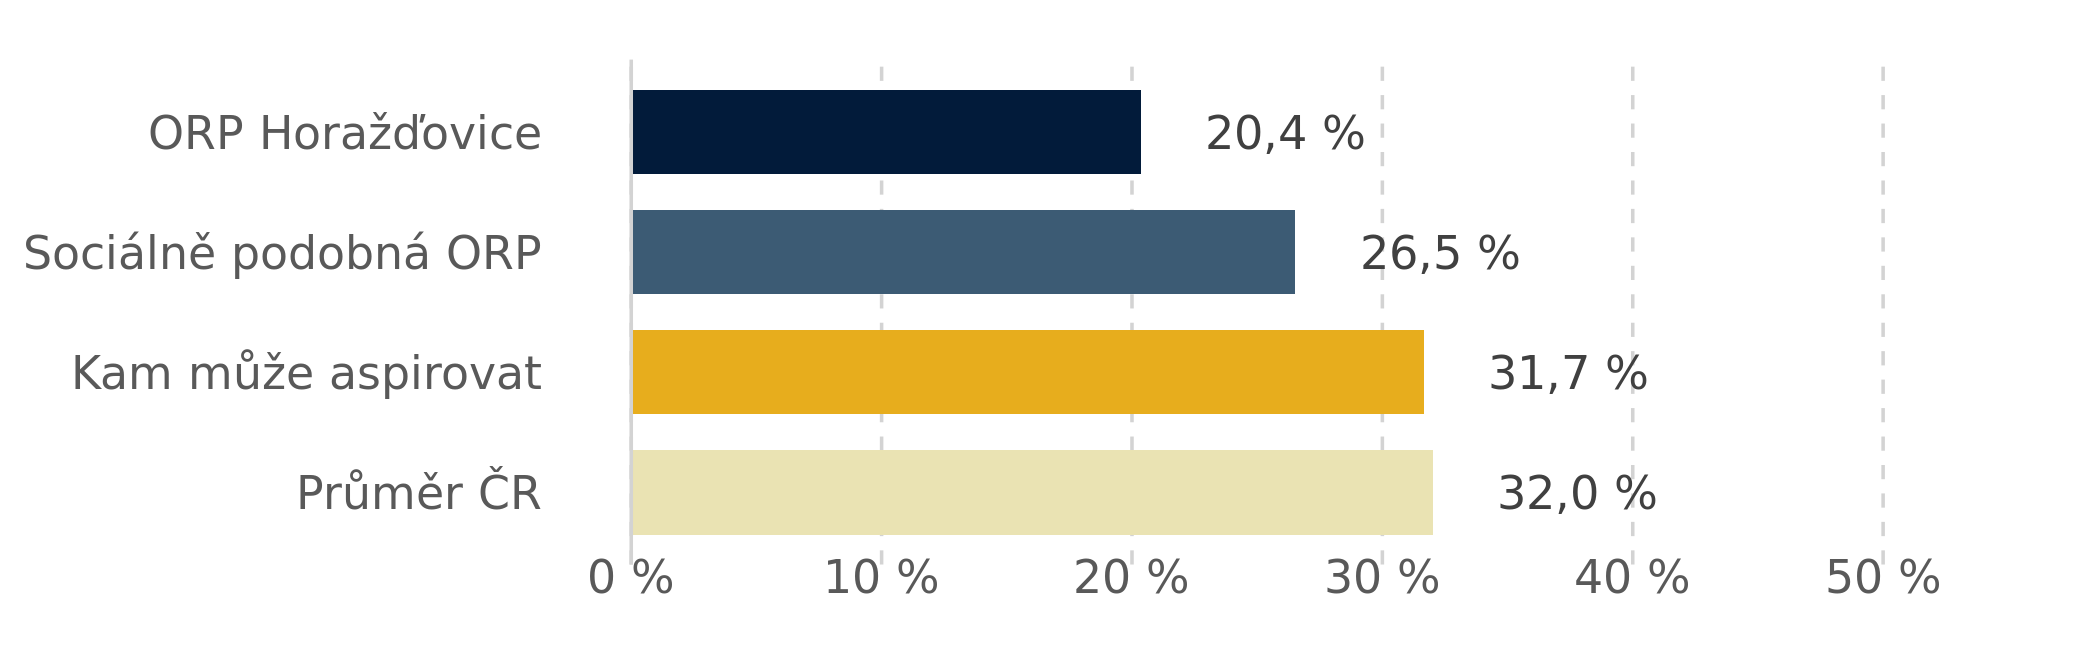 ORP Horažďovice 20,4 %
Sociálně podobná ORP 26,5 %
Kam může aspirovat 31,7 %
Průměr ČR 32,0 %
0 % 10 % 20 % 30 % 40 % 50 %